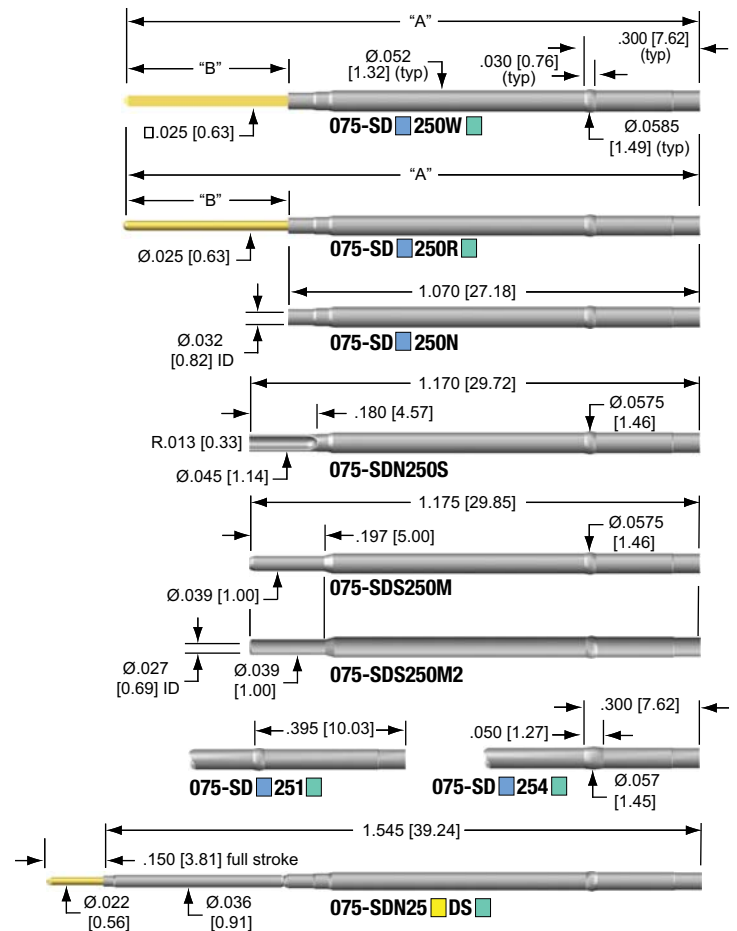 “A”
“B”
Ø.052
[1.32] (typ)
.030 [0.76]
(typ)
.300 [7.62]
(typ)
□.025 [0.63]
075-SD 250W
Ø.0585
[1.49] (typ)
“A”
“B”
Ø.025 [0.63]
075-SD 250R
1.070 [27.18]
Ø.032
[0.82] ID
075-SD 250N
1.170 [29.72]
.180 [4.57]
Ø.0575
[1.46]
R.013 [0.33]
Ø.045 [1.14]
075-SDN250S
1.175 [29.85]
.197 [5.00]
Ø.0575
[1.46]
Ø.039 [1.00]
075-SDS250M
Ø.027
[0.69] ID
Ø.039
[1.00]
075-SDS250M2
.395 [10.03]
075-SD 251
.300 [7.62]
.050 [1.27]
075-SD 254
Ø.057
[1.45]
1.545 [39.24]
.150 [3.81] full stroke
Ø.022
[0.56]
Ø.036
[0.91]
075-SDN25 DS